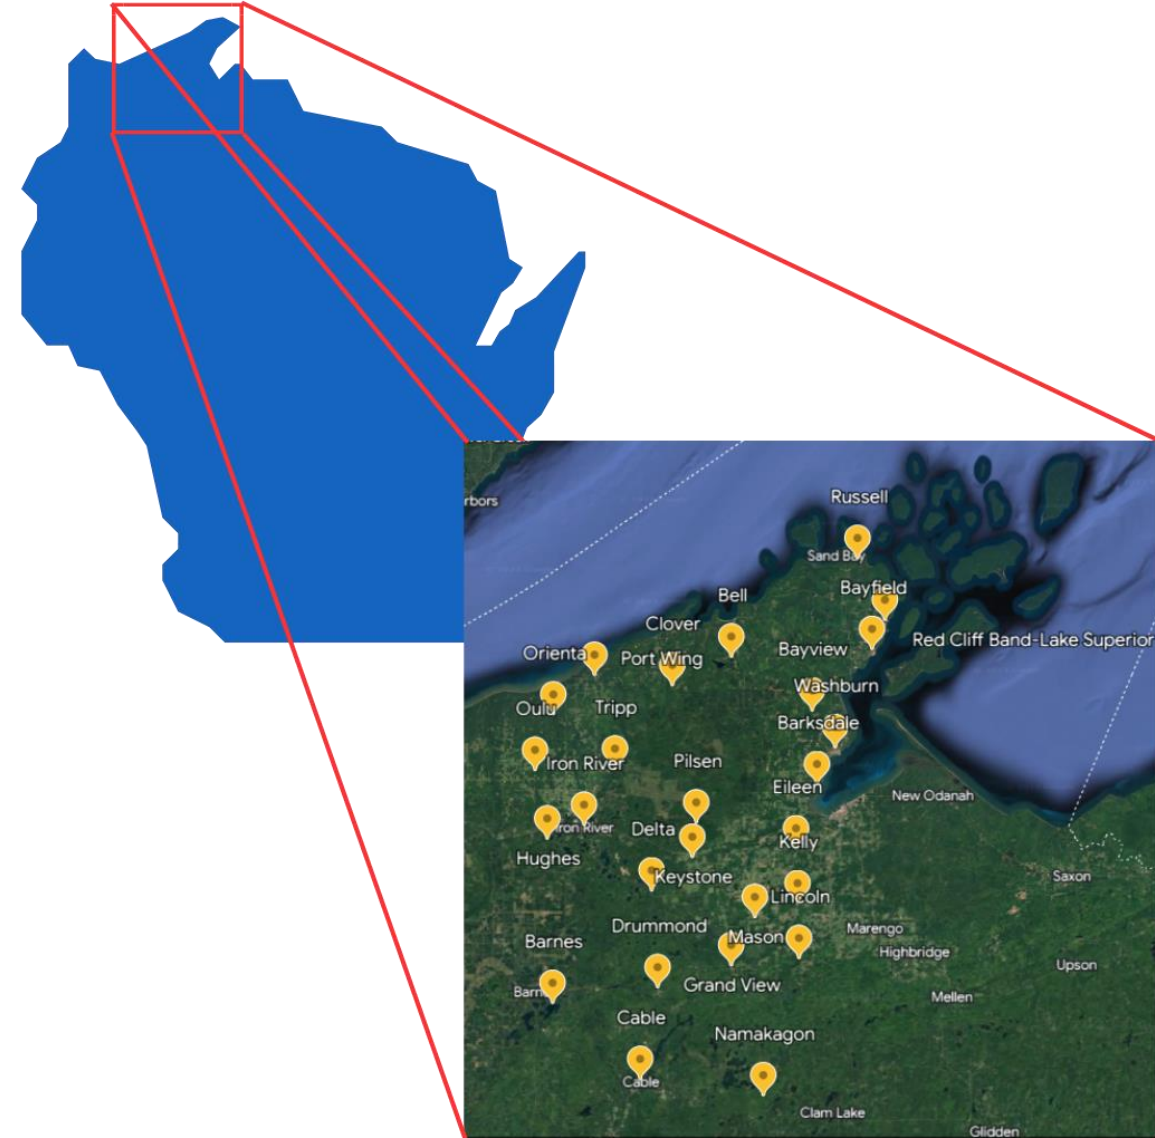 rbors
Russell
Sand Bay
Bayfield
Bell
Clover
Red Cliff Band-Lake Superior
Bayview
Orienta
Port Wing
Washburn
Oulu
Tripp
Barksdale
Iron River
Pilsen
Eileen
New Odanah
Iron River
Delta
Kelly
Hughes
Keystone
Saxon
Lincoln
Drummond
Marengo
Mason
Barnes
Highbridge
Upson
Grand View
Barn
Mellen
Cable
Namakagon
Cable
Clam Lake
Glidden